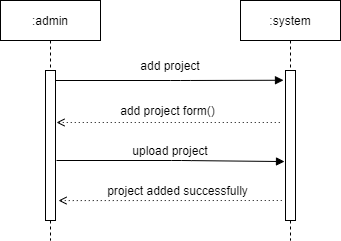 :admin
:system
add project
add project form()
upload project
project added successfully